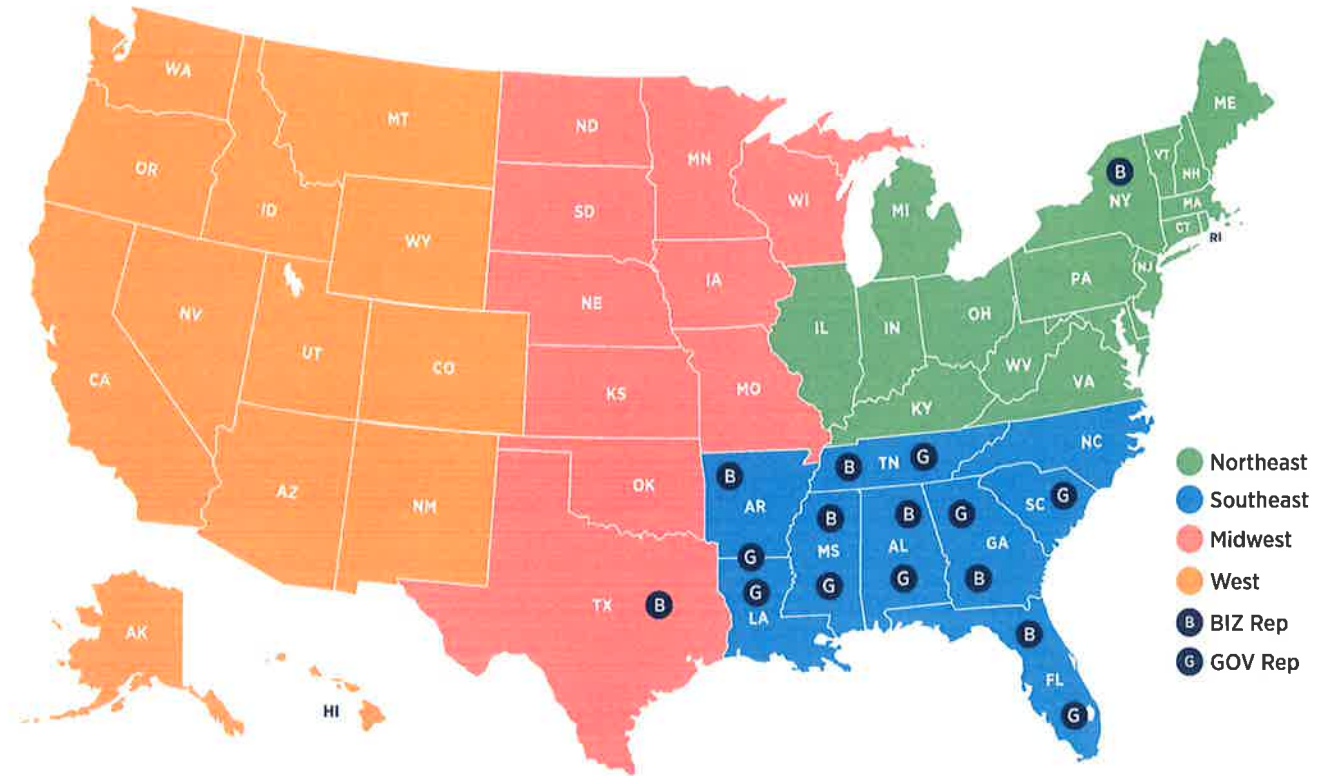 WA
MT
ND
MN
ME
OR
ID
SD
WI
MI
VT
NH
B
NY
MA
CT
RI
WY
IA
NE
PA
NJ
NV
UT
CO
IL
IN
OH
WV
VA
CA
KS
MO
KY
NC
AZ
NM
OK
B
AR
B
TN
G
SC
G
B
MS
B
AL
G
GA
G
G
LA
G
G
B
TX
B
B
FL
G
AK
HI
Northeast
Southeast
Midwest
West
B BIZ Rep
G GOV Rep